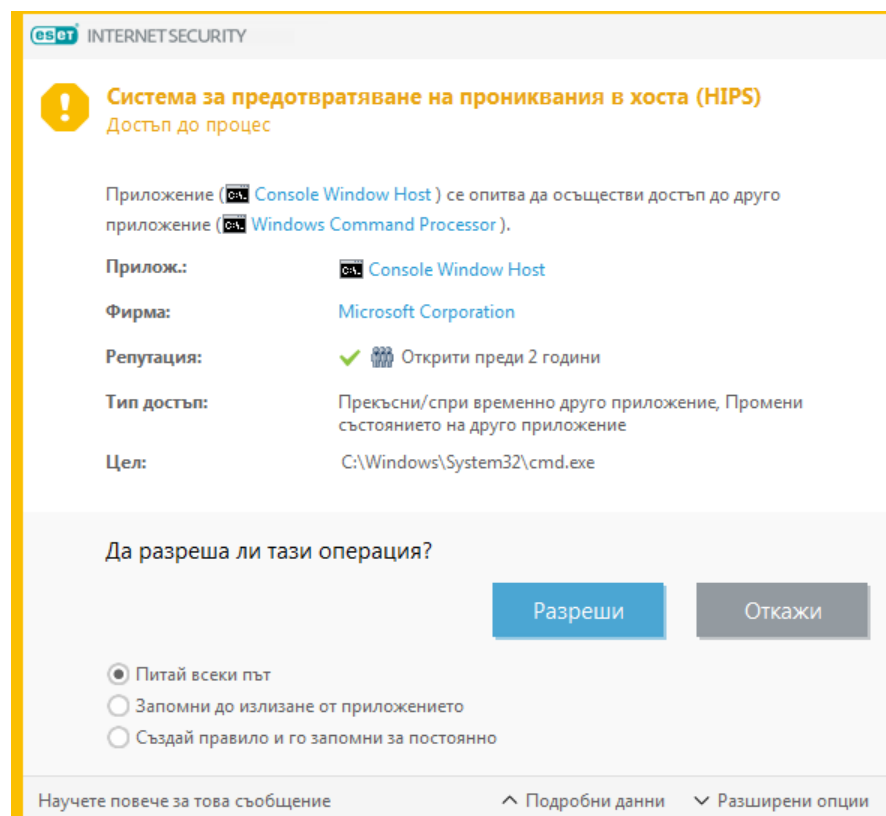 eset INTERNET SECURITY
Система за предотвратяване на прониквания в хоста (HIPS)
Достъп до процес
Приложение ( Console Window Host ) се опитва да осъществи достъп до друго
приложение ( Windows Command Processor ).
Прилож.: Console Window Host
Фирма: Microsoft Corporation
Репутация: Открити преди 2 години
Тип достъп: Прекъсни/спри временно друго приложение, Промени
състоянието на друго приложение
Цел: C:\Windows\System32\cmd.exe
Да разреша ли тази операция?
Разреши Откажи
Питай всеки път
Запомни до излизане от приложението
Създай правило и го запомни за постоянно
Научете повече за това съобщение Подробни данни Разширени опции